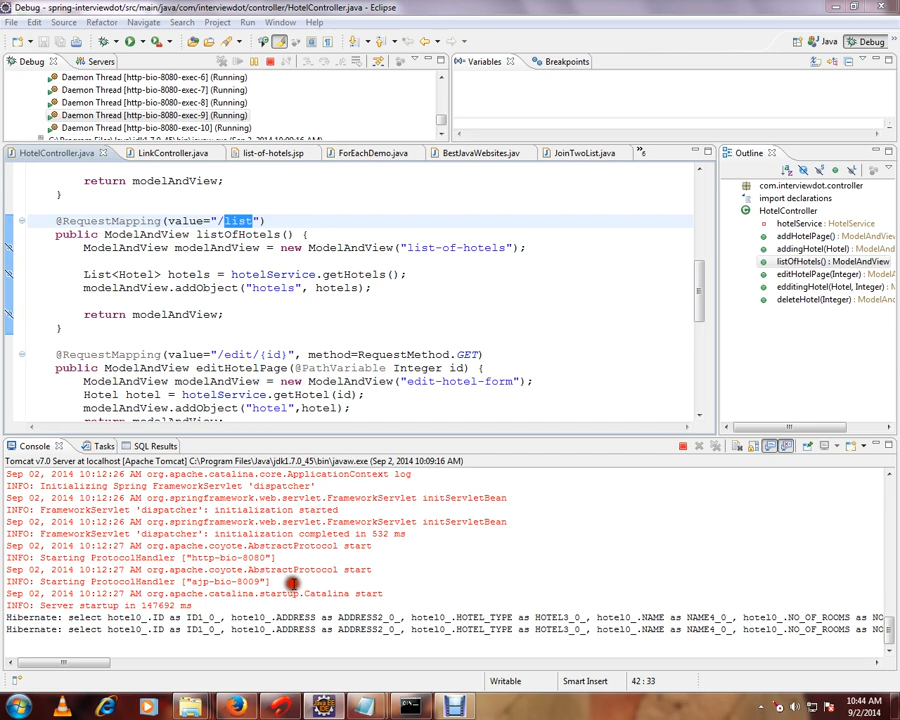 Debug - spring-interviewdot/src/main/java/com/interviewdot/controller/HotelController.java - Eclipse
File Edit Source Refactor Navigate Search Project Run Window Help
Java Debug
Debug Servers
Variables Breakpoints
Daemon Thread [http-bio-8080-exec-6] (Running)
Daemon Thread [http-bio-8080-exec-7] (Running)
Daemon Thread [http-bio-8080-exec-8] (Running)
Daemon Thread [http-bio-8080-exec-9] (Running)
Daemon Thread [http-bio-8080-exec-10] (Running)
HotelController.java LinkController.java list-of-hotels.jsp ForEachDemo.java BestJavaWebsites.jav JoinTwoList.java 6
Outline
return modelAndView;
}
@RequestMapping(value="/list")
public ModelAndView listOfHotels() {
ModelAndView modelAndView = new ModelAndView("list-of-hotels");
List<Hotel> hotels = hotelService.getHotels();
modelAndView.addObject("hotels", hotels);
return modelAndView;
}
@RequestMapping(value="/edit/{id}", method=RequestMethod.GET)
public ModelAndView editHotelPage(@PathVariable Integer id) {
ModelAndView modelAndView = new ModelAndView("edit-hotel-form");
Hotel hotel = hotelService.getHotel(id);
modelAndView.addObject("hotel",hotel);
return modelAndView;
com.interviewdot.controller
import declarations
HotelController
hotelService : HotelService
addHotelPage() : ModelAndV
addingHotel(Hotel) : ModelAnd
listOfHotels() : ModelAndView
editHotelPage(Integer) : Model
edditingHotel(Hotel, Integer)
deleteHotel(Integer) : ModelAn
Console Tasks SQL Results
Tomcat v7.0 Server at localhost [Apache Tomcat] C:\Program Files\Java\jdk1.7.0_45\bin\javaw.exe (Sep 2, 2014 10:09:16 AM)
Sep 02, 2014 10:12:26 AM org.apache.catalina.core.ApplicationContext log
INFO: Initializing Spring FrameworkServlet 'dispatcher'
Sep 02, 2014 10:12:26 AM org.springframework.web.servlet.FrameworkServlet initServletBean
INFO: FrameworkServlet 'dispatcher': initialization started
Sep 02, 2014 10:12:26 AM org.springframework.web.servlet.FrameworkServlet initServletBean
INFO: FrameworkServlet 'dispatcher': initialization completed in 532 ms
Sep 02, 2014 10:12:27 AM org.apache.coyote.AbstractProtocol start
INFO: Starting ProtocolHandler ["http-bio-8080"]
Sep 02, 2014 10:12:27 AM org.apache.coyote.AbstractProtocol start
INFO: Starting ProtocolHandler ["ajp-bio-8009"]
Sep 02, 2014 10:12:27 AM org.apache.catalina.startup.Catalina start
INFO: Server startup in 147692 ms
Hibernate: select hotel0_.ID as ID1_0_, hotel0_.ADDRESS as ADDRESS2_0_, hotel0_.HOTEL_TYPE as HOTEL3_0_, hotel0_.NAME as NAME4_0_, hotel0_.NO_OF_ROOMS as NO
Hibernate: select hotel0_.ID as ID1_0_, hotel0_.ADDRESS as ADDRESS2_0_, hotel0_.HOTEL_TYPE as HOTEL3_0_, hotel0_.NAME as NAME4_0_, hotel0_.NO_OF_ROOMS as NO
Writable Smart Insert 42 : 33
10:44 AM
9/2/2014